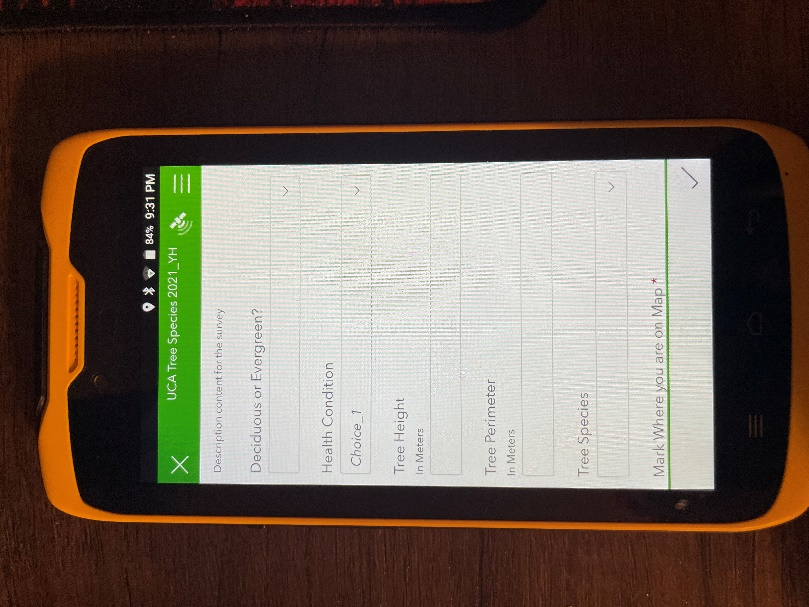 84% 9:31 PM
UCA Tree Species 2021_YH
Description content for the survey
Deciduous or Evergreen?
Health Condition
Choice_1
Tree Height
In Meters
Tree Perimeter
In Meters
Tree Species
Mark Where you are on Map *